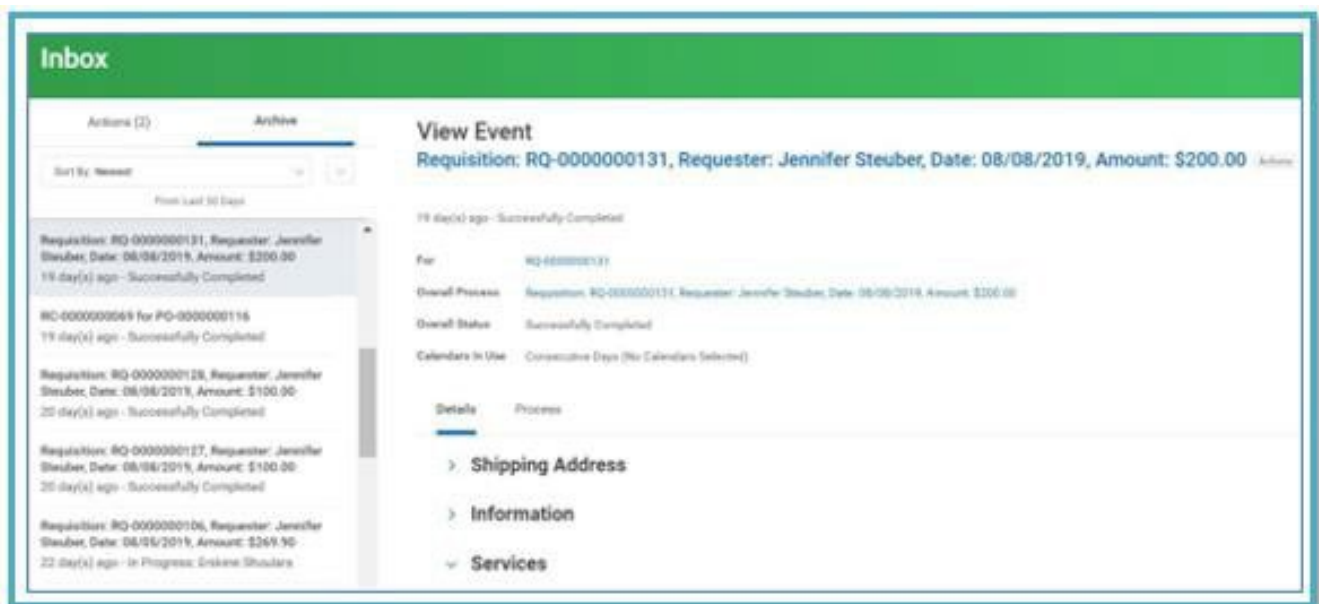 Inbox
Actions (2)
Archive
Sort By: Newest
From Last 30 Days
Requisition: RQ-0000000131, Requester: Jennifer
Steuber, Date: 08/08/2019, Amount: $200.00
19 day(s) ago - Successfully Completed
RC-0000000069 for PO-0000000116
19 day(s) ago - Successfully Completed
Requisition: RQ-0000000128, Requester: Jennifer
Steuber, Date: 08/08/2019, Amount: $100.00
20 day(s) ago - Successfully Completed
Requisition: RQ-0000000127, Requester: Jennifer
Steuber, Date: 08/08/2019, Amount: $100.00
20 day(s) ago - Successfully Completed
Requisition: RQ-0000000106, Requester: Jennifer
Steuber, Date: 08/05/2019, Amount: $269.90
22 day(s) ago - In Progress: Erskine
View Event
Requisition: RQ-0000000131, Requester: Jennifer Steuber, Date: 08/08/2019, Amount: $200.00 Actions
19 day(s) ago - Successfully Completed
For RQ-0000000131
Overall Process Requisition: RQ-0000000131, Requester: Jennifer Steuber, Date: 08/08/2019, Amount: $200.00
Overall Status Successfully Completed
Calendars In Use Consecutive Days (No Calendars Selected)
Details Process
Shipping Address
Information
Services